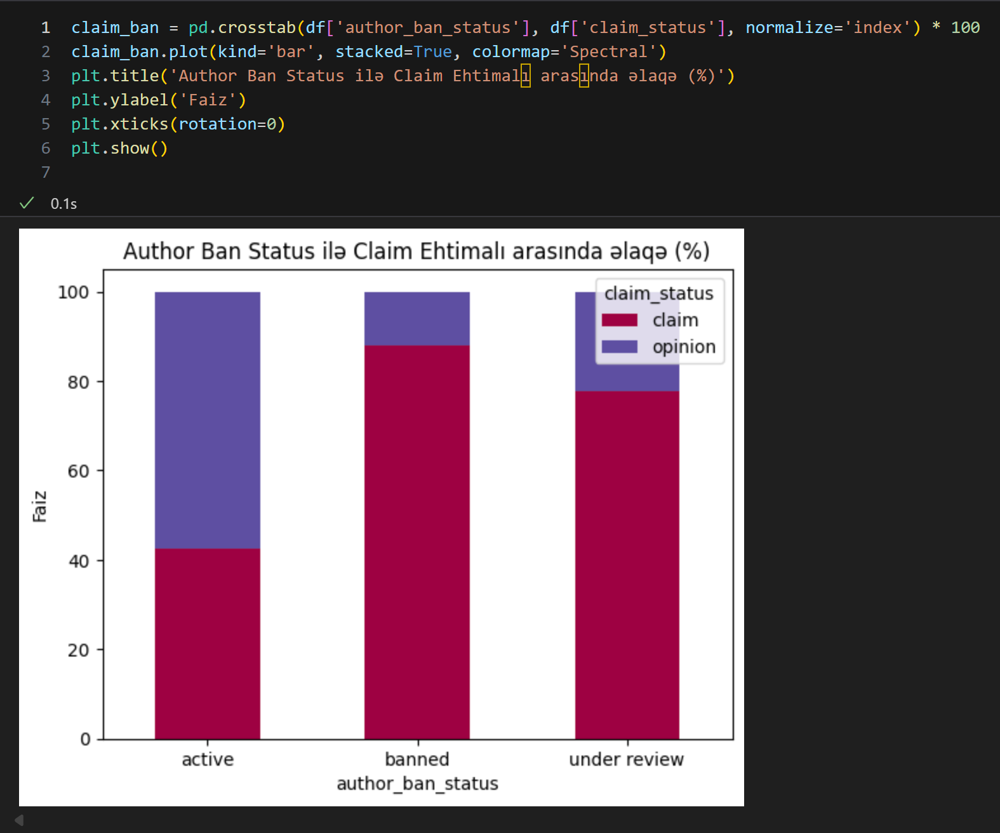 1 claim_ban = pd.crosstab(df['author_ban_status'], df['claim_status'], normalize='index') * 100
2 claim_ban.plot(kind='bar', stacked=True, colormap='Spectral')
3 plt.title('Author Ban Status ilə Claim Ehtimalı arasında əlaqə (%)')
4 plt.ylabel('Faiz')
5 plt.xticks(rotation=0)
6 plt.show()
7
0.1s
Author Ban Status ilə Claim Ehtimalı arasında əlaqə (%)
claim_status
claim
opinion
100
80
60
40
20
0
Faiz
active banned under review
author_ban_status